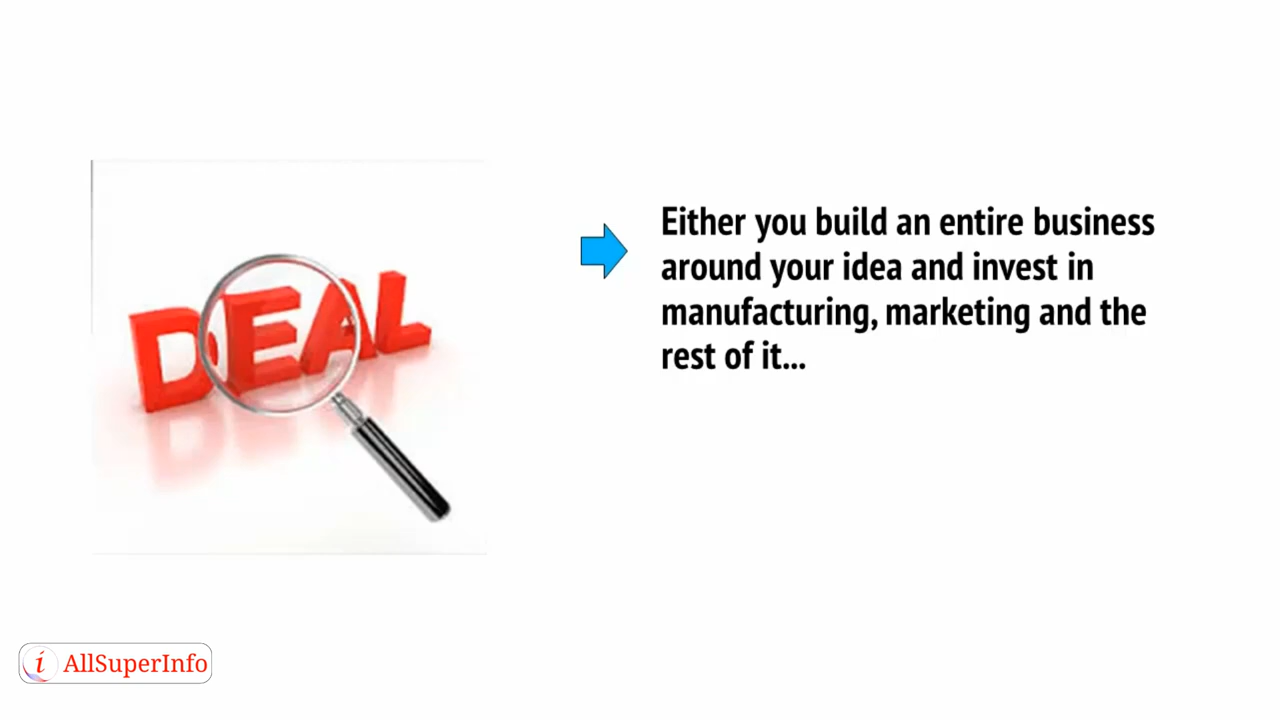 DEAL
Either you build an entire business
around your idea and invest in
manufacturing, marketing and the
rest of it...
i AllSuperInfo